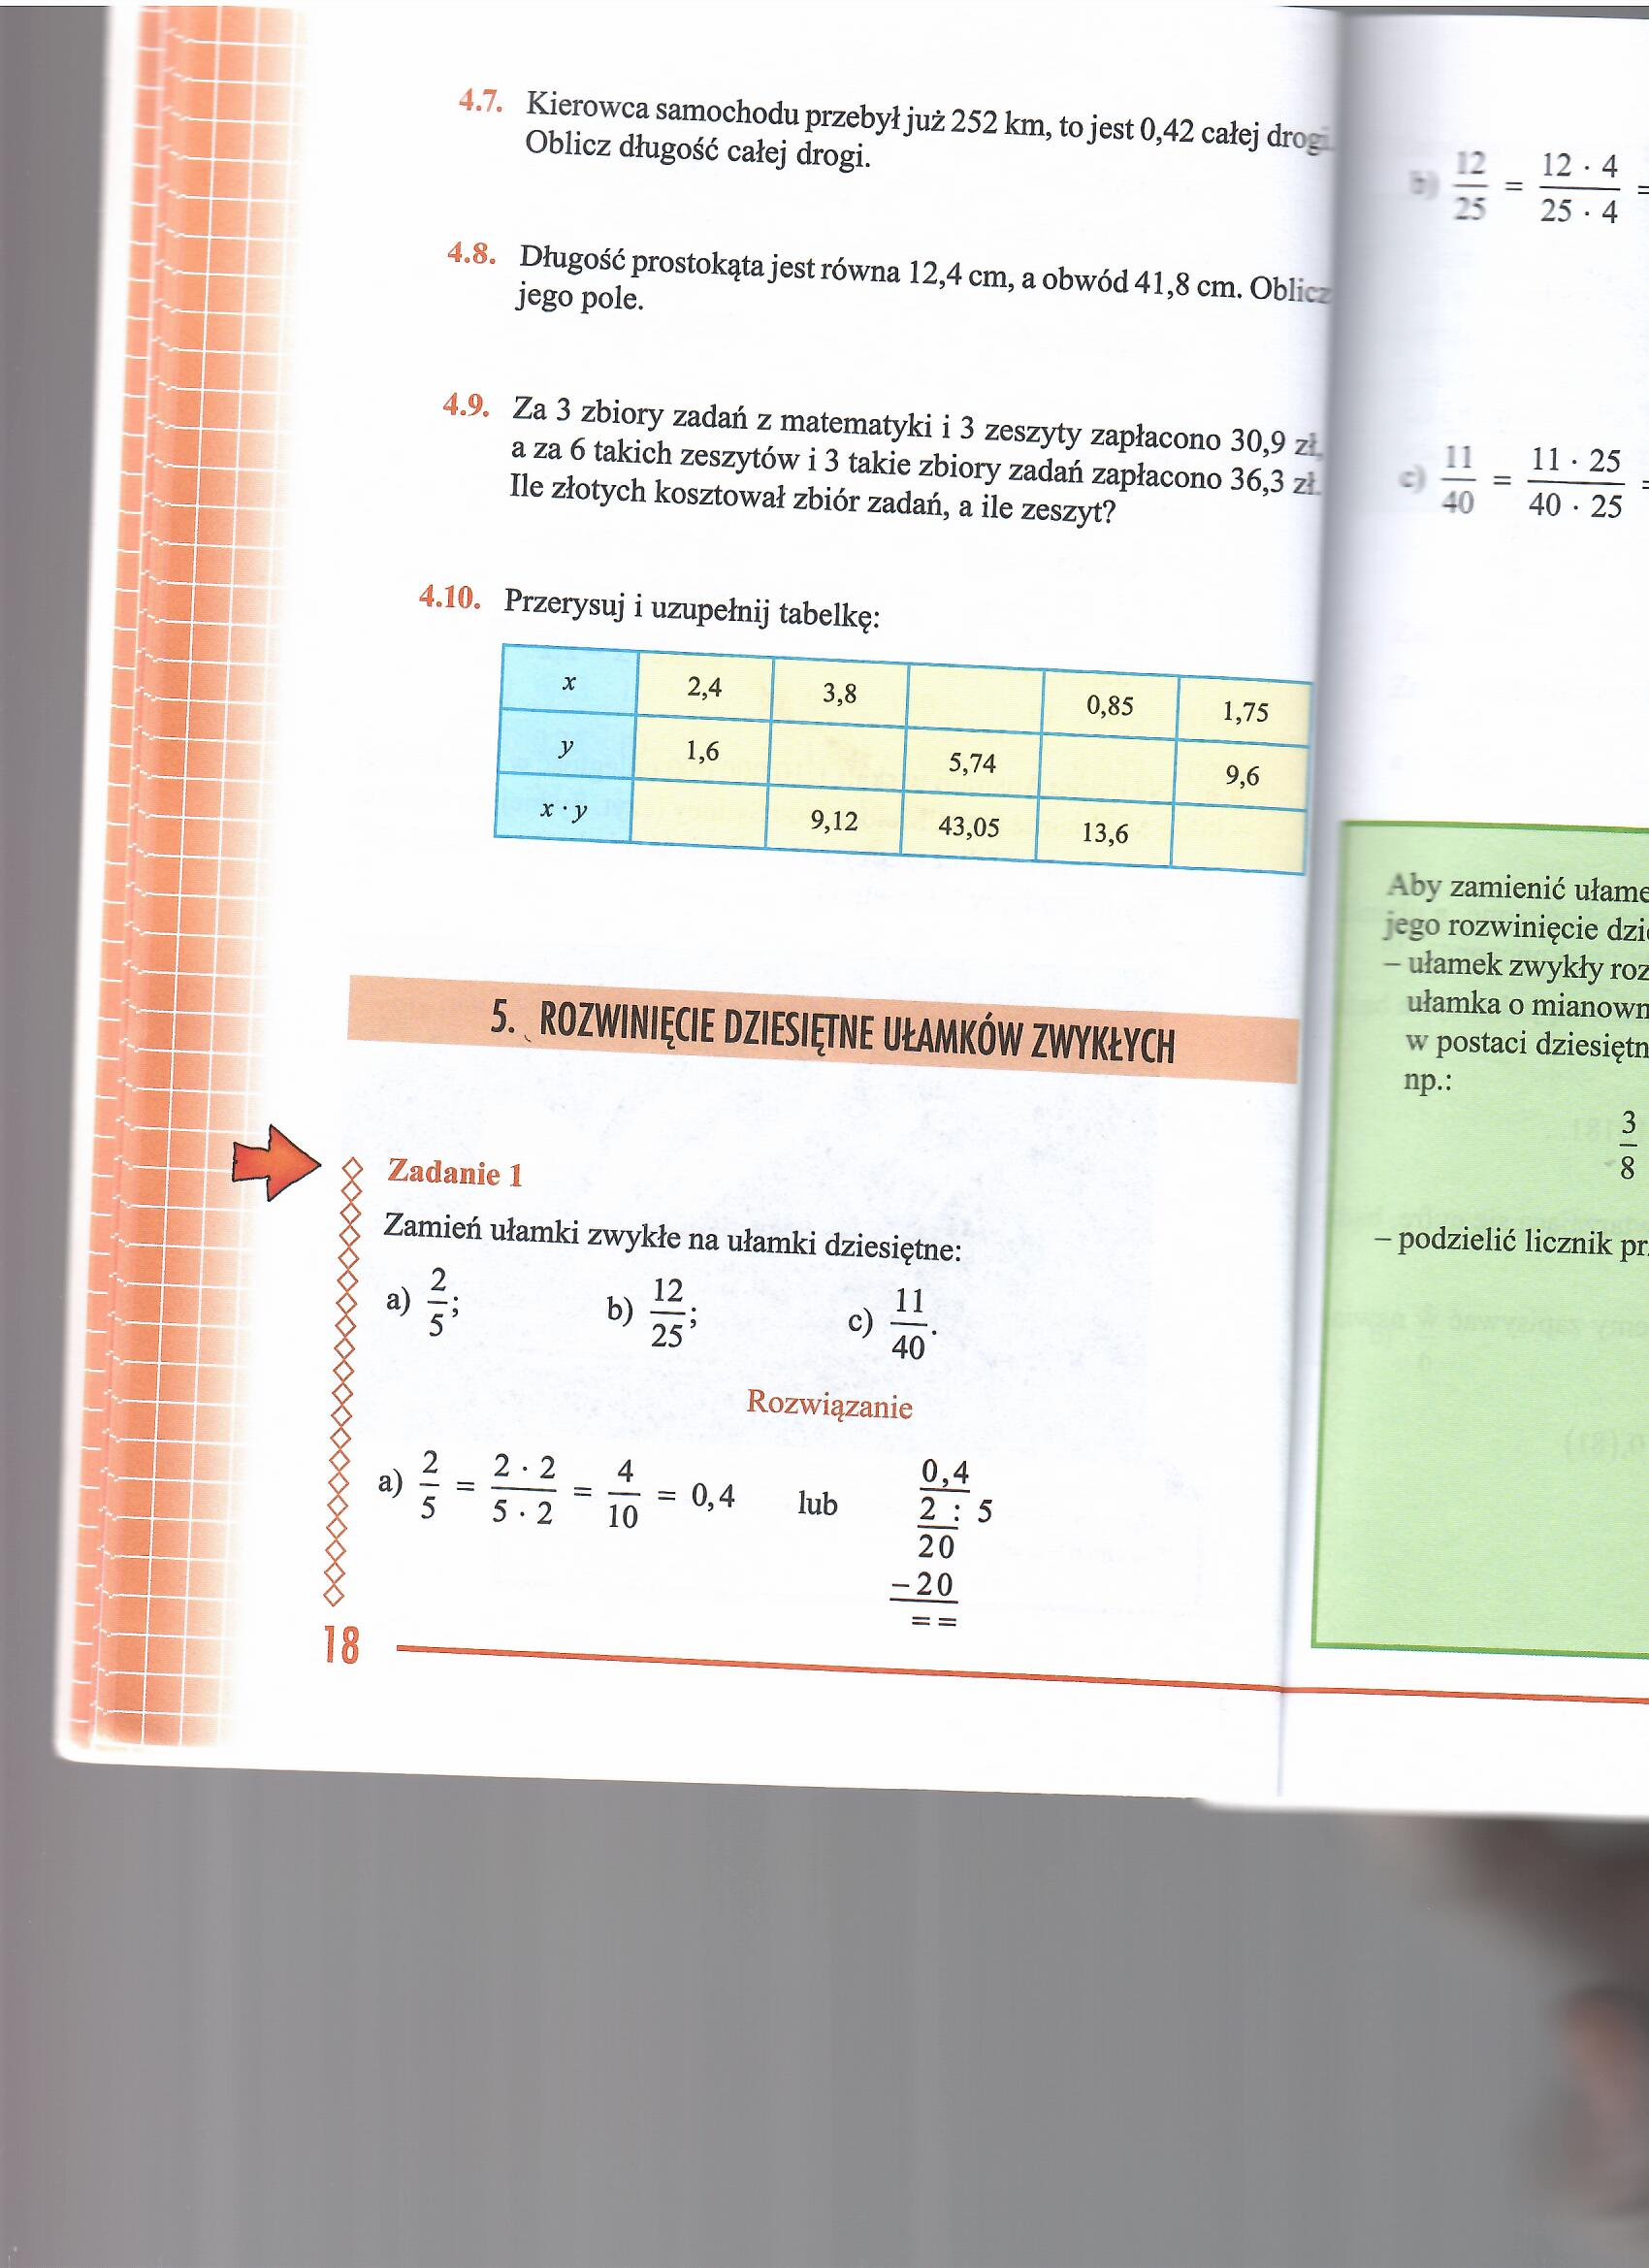 4.7. Kierowca samochodu przebył już 252 km, to jest 0,42 całej drogi.
Oblicz długość całej drogi.
4.8. Długość prostokąta jest równa 12,4 cm, a obwód 41,8 cm. Oblicz
jego pole.
4.9. Za 3 zbiory zadań z matematyki i 3 zeszyty zapłacono 30,9 zł,
a za 6 takich zeszytów i 3 takie zbiory zadań zapłacono 36,3 zł.
Ile złotych kosztował zbiór zadań, a ile zeszyt?
4.10. Przerysuj i uzupełnij tabelkę:
x 2,4 3,8 0,85 1,75
y 1,6 5,74 9,6
x · y 9,12 43,05 13,6
5. ROZWINIĘCIE DZIESIĘTNE UŁAMKÓW ZWYKŁYCH
Zadanie 1
Zamień ułamki zwykłe na ułamki dziesiętne:
a) 2/5; b) 12/25; c) 11/40.
Rozwiązanie
a) 2/5 = 2 · 2/5 · 2 = 4/10 = 0,4 lub
0,4
2 : 5
20
−20
= =
18
b) 12/25 = 12 · 4/25 · 4 =
c) 11/40 = 11 · 25/40 · 25 =
Aby zamienić
jego rozwinięcie
– ułamek zwykły
ułamka o
w postaci
np.:
3/8
– podzielić licznik